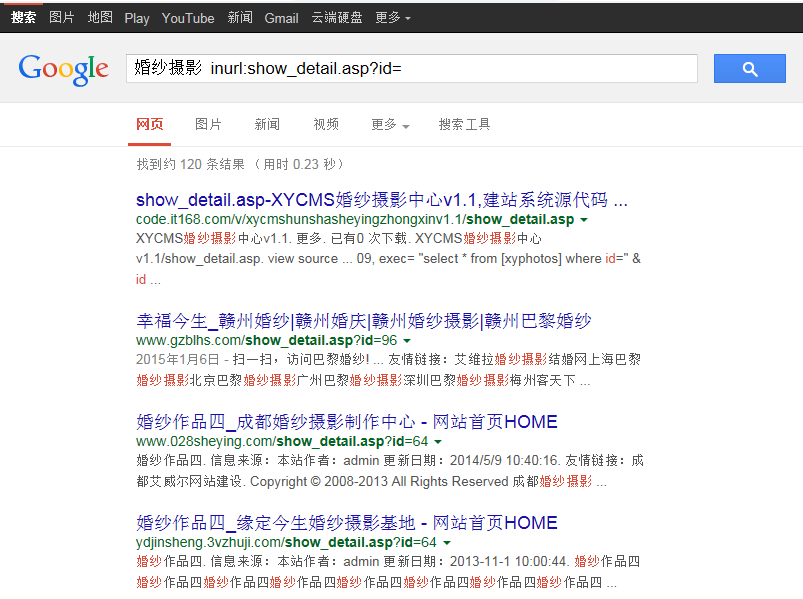 搜索 图片 地图 Play YouTube 新闻 Gmail 云端硬盘 更多
Google 婚纱摄影 inurl:show_detail.asp?id=
网页 图片 新闻 视频 更多 搜索工具
找到约 120 条结果 （用时 0.23 秒）
show_detail.asp-XYCMS婚纱摄影中心v1.1,建站系统源代码 ...
code.it168.com/v/xycmshunshasheyingzhongxinv1.1/show_detail.asp
XYCMS婚纱摄影中心v1.1. 更多. 已有0 次下载. XYCMS婚纱摄影中心
v1.1/show_detail.asp. view source ... 09, exec= "select * from [xyphotos] where id=" &
id ...
幸福今生_赣州婚纱|赣州婚庆|赣州婚纱摄影|赣州巴黎婚纱
www.gzblhs.com/show_detail.asp?id=96
2015年1月6日 - 扫一扫，访问巴黎婚纱! ... 友情链接：艾维拉婚纱摄影结婚网上海巴黎
婚纱摄影北京巴黎婚纱摄影广州巴黎婚纱摄影深圳巴黎婚纱摄影梅州客天下 ...
婚纱作品四_成都婚纱摄影制作中心 - 网站首页HOME
www.028sheying.com/show_detail.asp?id=64
婚纱作品四. 信息来源：本站作者：admin 更新日期：2014/5/9 10:40:16. 友情链接：成
都艾威尔网站建设. Copyright © 2008-2013 All Rights Reserved 成都婚纱摄影 ...
婚纱作品四_缘定今生婚纱摄影基地 - 网站首页HOME
ydjinsheng.3vzhuji.com/show_detail.asp?id=64
婚纱作品四. 信息来源：本站作者：admin 更新日期：2013-11-1 10:00:44. 婚纱作品四
婚纱作品四婚纱作品四婚纱作品四婚纱作品四婚纱作品四婚纱作品四婚纱作品四 ...